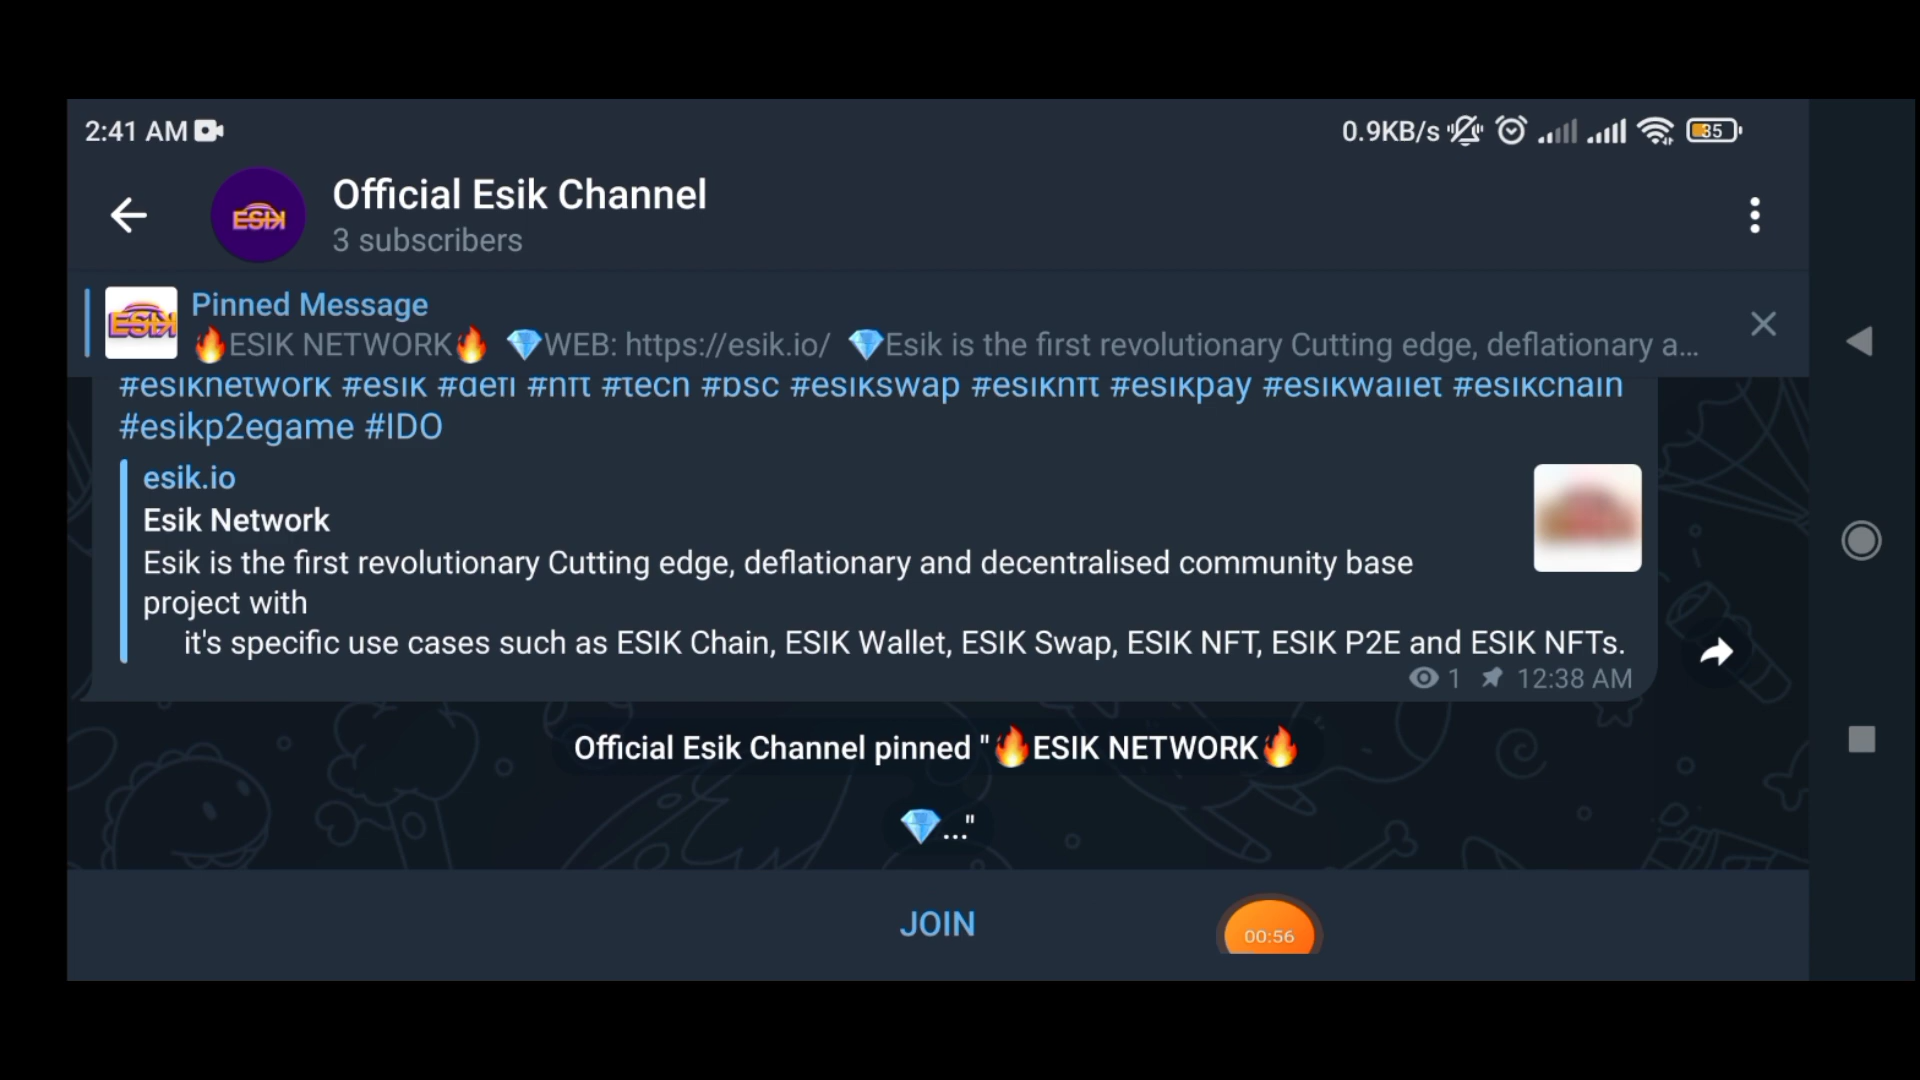 2:41 AM
0.9KB/s
35
ESIK
Official Esik Channel
3 subscribers
ESIK
Pinned Message
🔥ESIK NETWORK🔥 💎WEB: https://esik.io/ 💎Esik is the first revolutionary Cutting edge, deflationary a...
#esiknetwork #esik #defi #nft #tech #bsc #esikswap #esiknft #esikpay #esikwallet #esikchain
#esikp2egame #IDO
esik.io
Esik Network
Esik is the first revolutionary Cutting edge, deflationary and decentralised community base
project with
it's specific use cases such as ESIK Chain, ESIK Wallet, ESIK Swap, ESIK NFT, ESIK P2E and ESIK NFTs.
1 12:38 AM
Official Esik Channel pinned "🔥ESIK NETWORK🔥
💎..."
JOIN
00:56